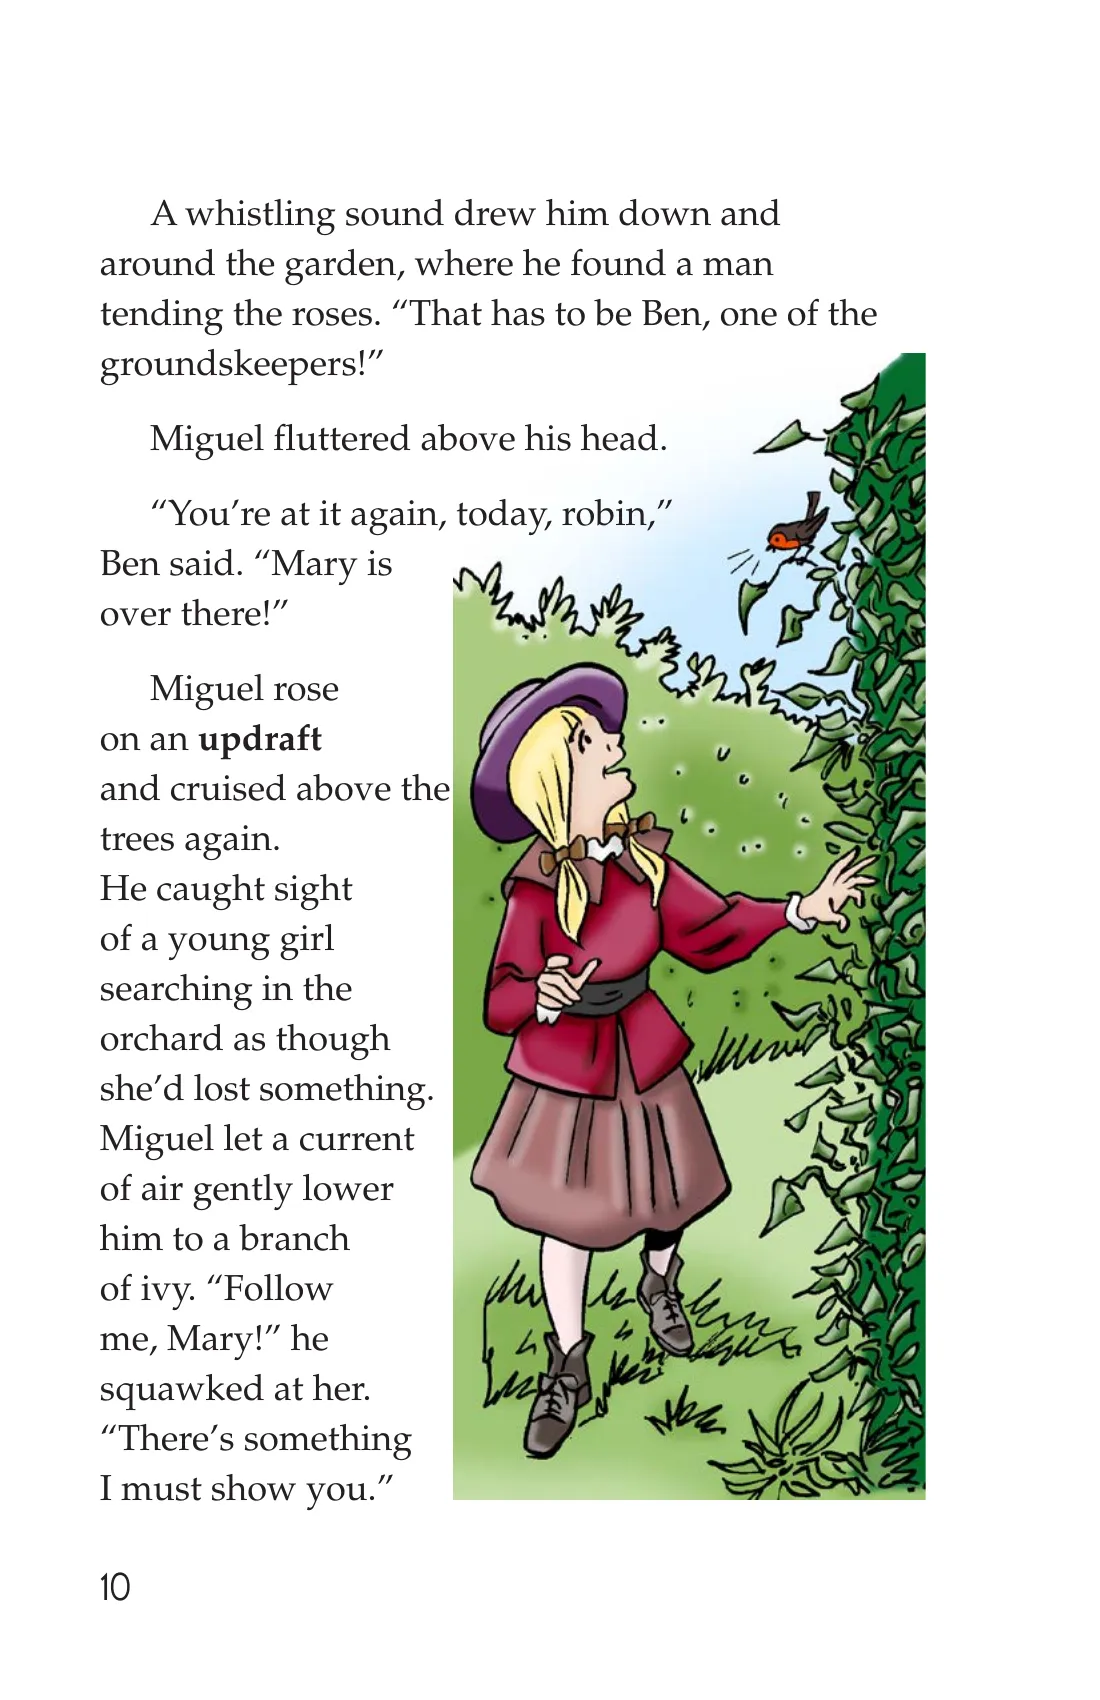 A whistling sound drew him down and
around the garden, where he found a man
tending the roses. “That has to be Ben, one of the
groundskeepers!”
Miguel fluttered above his head.
“You’re at it again, today, robin,”
Ben said. “Mary is
over there!”
Miguel rose
on an updraft
and cruised above the
trees again.
He caught sight
of a young girl
searching in the
orchard as though
she’d lost something.
Miguel let a current
of air gently lower
him to a branch
of ivy. “Follow
me, Mary!” he
squawked at her.
“There’s something
I must show you.”
10